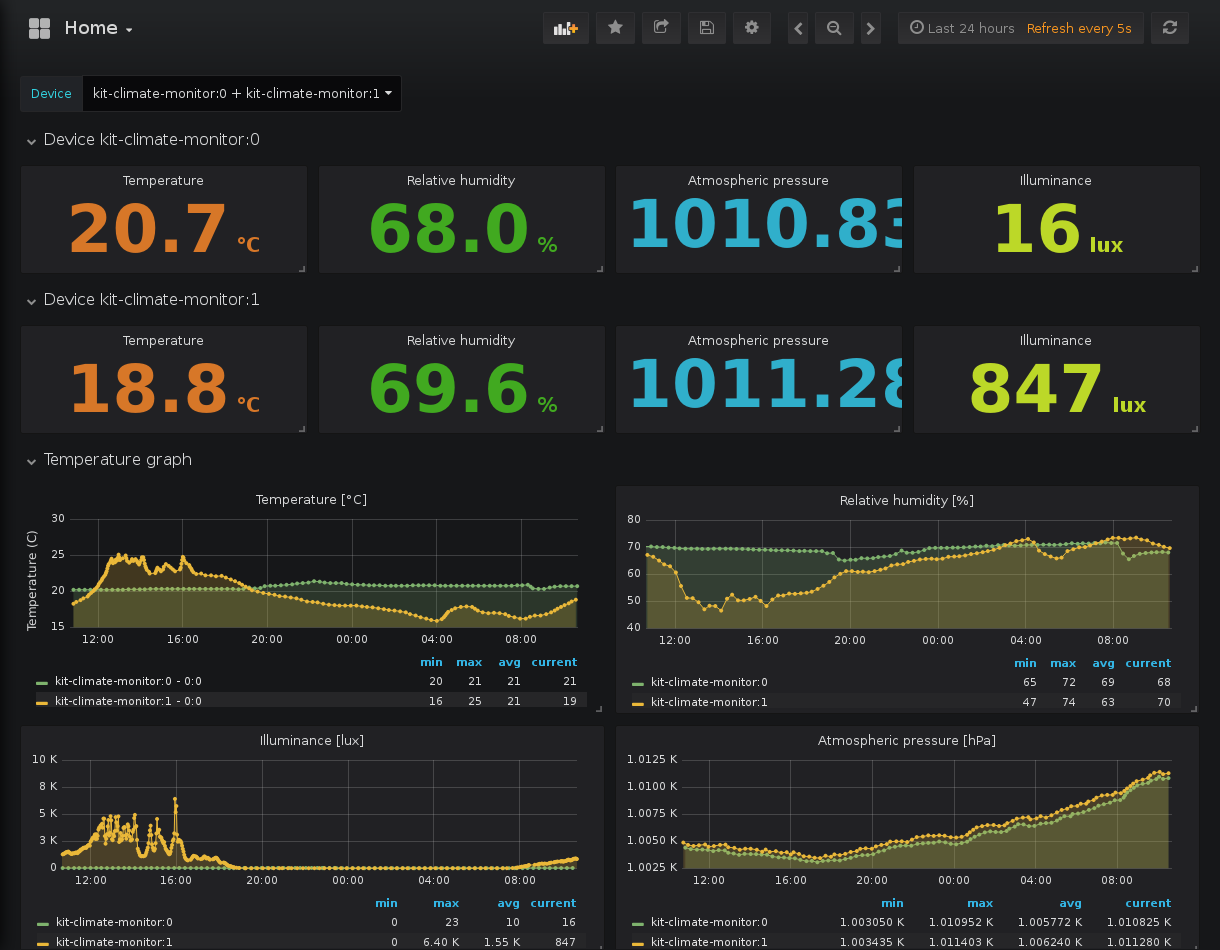 Home
Last 24 hours Refresh every 5s
Device kit-climate-monitor:0 + kit-climate-monitor:1
Device kit-climate-monitor:0
Temperature Relative humidity Atmospheric pressure Illuminance
20.7 °C 68.0 % 1010.83 16 lux
Device kit-climate-monitor:1
Temperature Relative humidity Atmospheric pressure Illuminance
18.8 °C 69.6 % 1011.28 847 lux
Temperature graph
Temperature [°C]
Temperature (C)
30
25
20
15
12:00 16:00 20:00 00:00 04:00 08:00
min max avg current
kit-climate-monitor:0 - 0:0 20 21 21 21
kit-climate-monitor:1 - 0:0 16 25 21 19
Relative humidity [%]
80
70
60
50
40
12:00 16:00 20:00 00:00 04:00 08:00
min max avg current
kit-climate-monitor:0 65 72 69 68
kit-climate-monitor:1 47 74 63 70
Illuminance [lux]
10 K
8 K
5 K
3 K
0
12:00 16:00 20:00 00:00 04:00 08:00
min max avg current
kit-climate-monitor:0 0 23 10 16
kit-climate-monitor:1 0 6.40 K 1.55 K 847
Atmospheric pressure [hPa]
1.0125 K
1.0100 K
1.0075 K
1.0050 K
1.0025 K
12:00 16:00 20:00 00:00 04:00 08:00
min max avg current
kit-climate-monitor:0 1.003050 K 1.010952 K 1.005772 K 1.010825 K
kit-climate-monitor:1 1.003435 K 1.011403 K 1.006240 K 1.011280 K